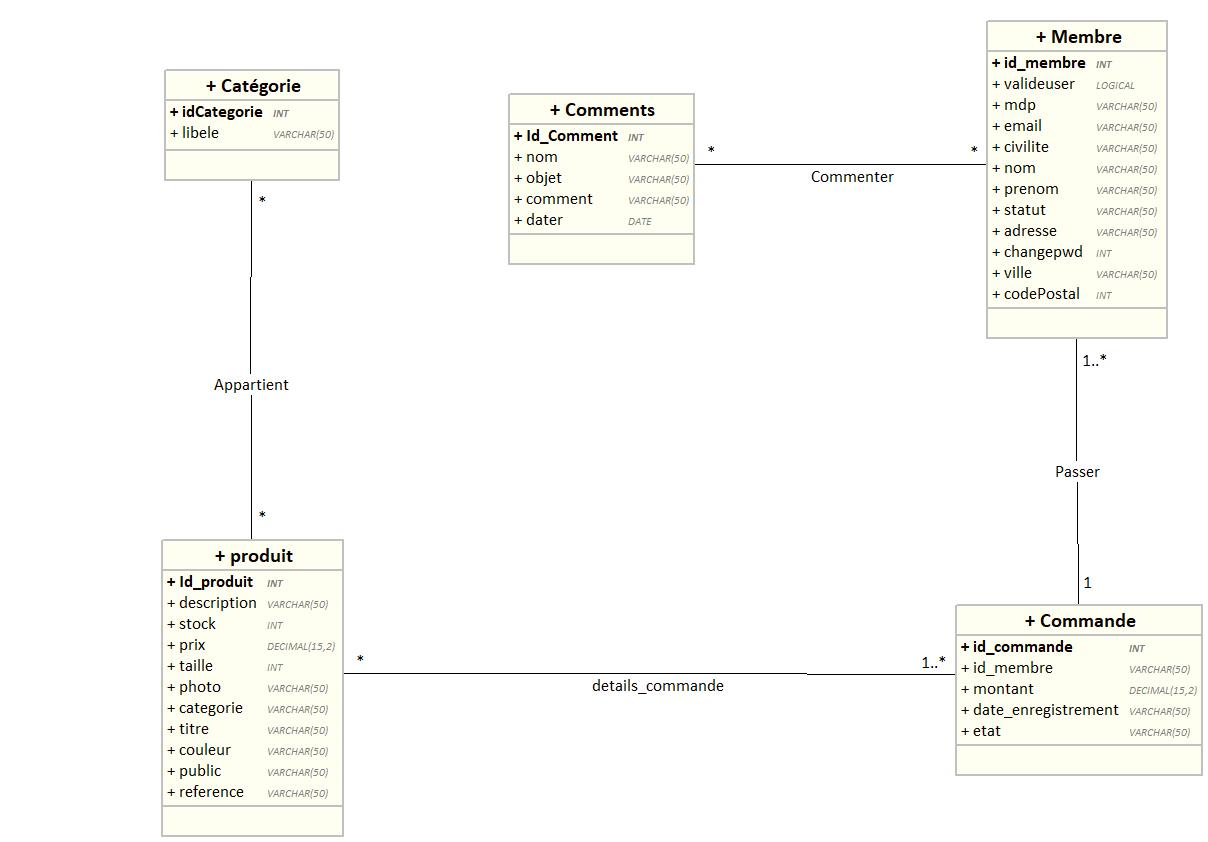 + Catégorie
+ idCategorie INT
+ libele VARCHAR(50)
*
Appartient
*
+ Comments
+ Id_Comment INT
+ nom VARCHAR(50)
+ objet VARCHAR(50)
+ comment VARCHAR(50)
+ dater DATE
* *
Commenter
+ Membre
+ id_membre INT
+ valideuser LOGICAL
+ mdp VARCHAR(50)
+ email VARCHAR(50)
+ civilite VARCHAR(50)
+ nom VARCHAR(50)
+ prenom VARCHAR(50)
+ statut VARCHAR(50)
+ adresse VARCHAR(50)
+ changepwd INT
+ ville VARCHAR(50)
+ codePostal INT
1..*
Passer
1
+ produit
+ Id_produit INT
+ description VARCHAR(50)
+ stock INT
+ prix DECIMAL(15,2)
+ taille INT
+ photo VARCHAR(50)
+ categorie VARCHAR(50)
+ titre VARCHAR(50)
+ couleur VARCHAR(50)
+ public VARCHAR(50)
+ reference VARCHAR(50)
* 1..*
details_commande
+ Commande
+ id_commande INT
+ id_membre VARCHAR(50)
+ montant DECIMAL(15,2)
+ date_enregistrement VARCHAR(50)
+ etat VARCHAR(50)